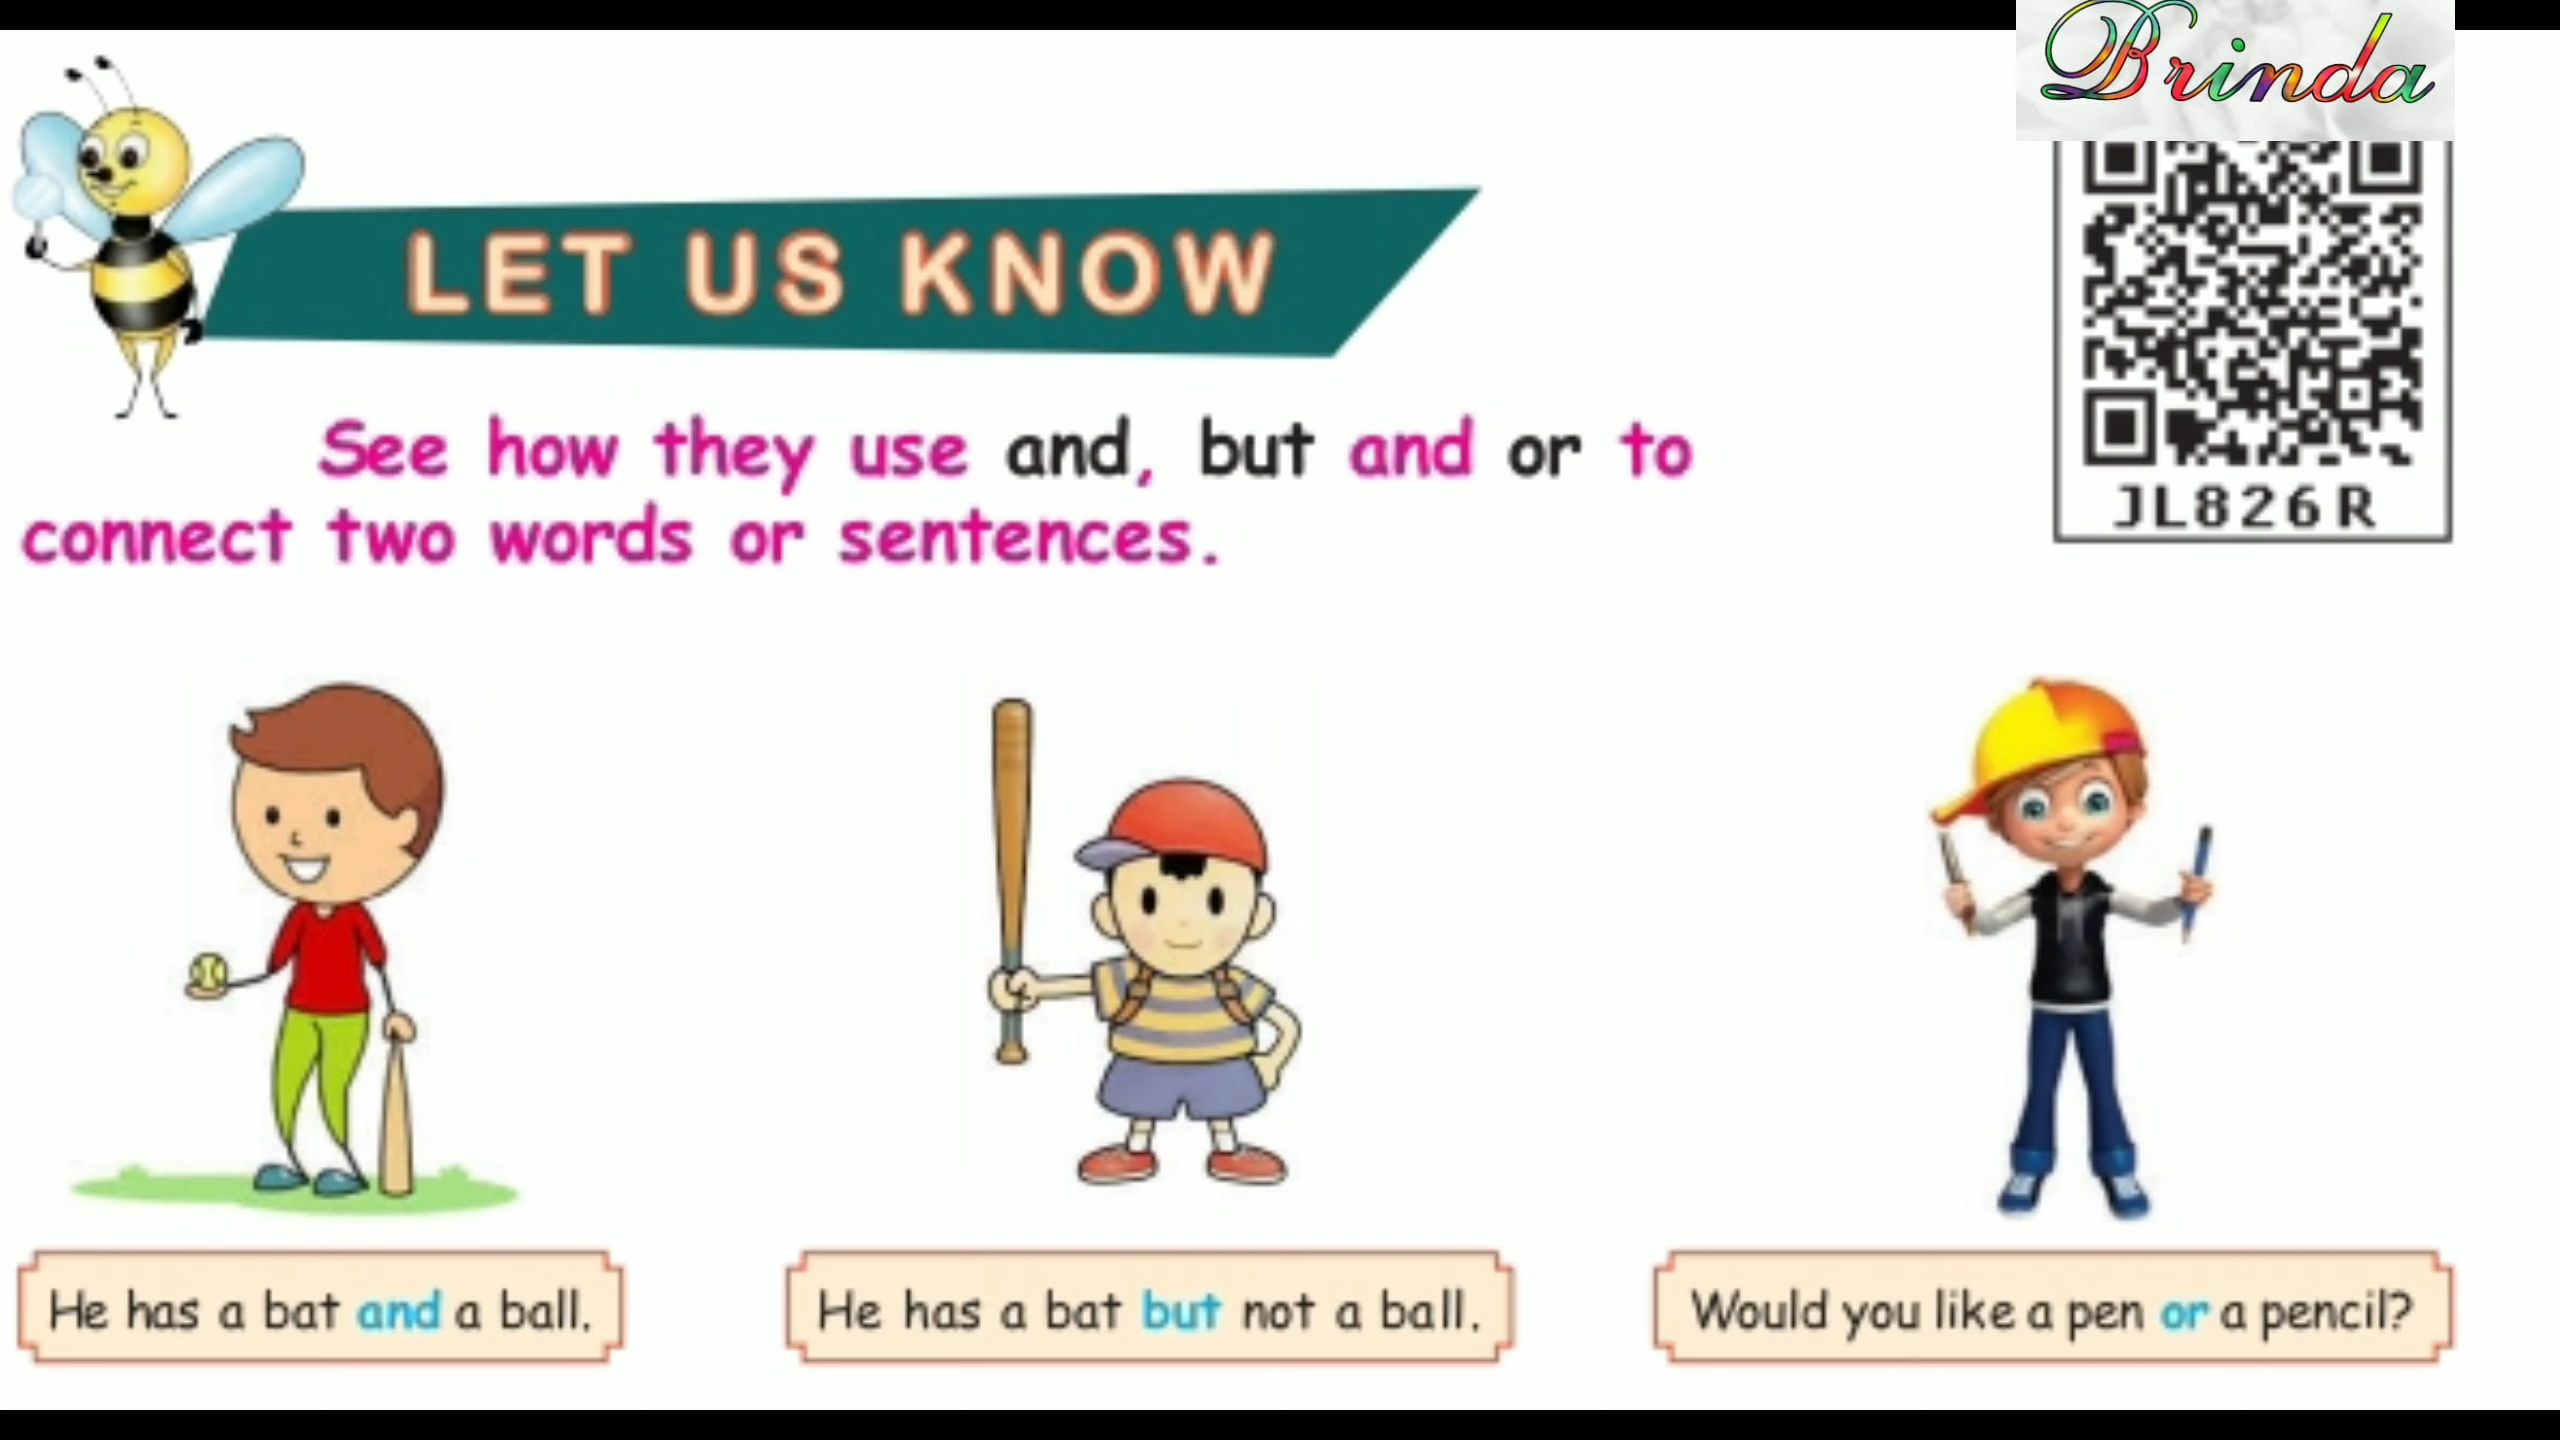 Brinda
LET US KNOW
JL826R
See how they use and, but and or to
connect two words or sentences.
He has a bat and a ball.
He has a bat but not a ball.
Would you like a pen or a pencil?